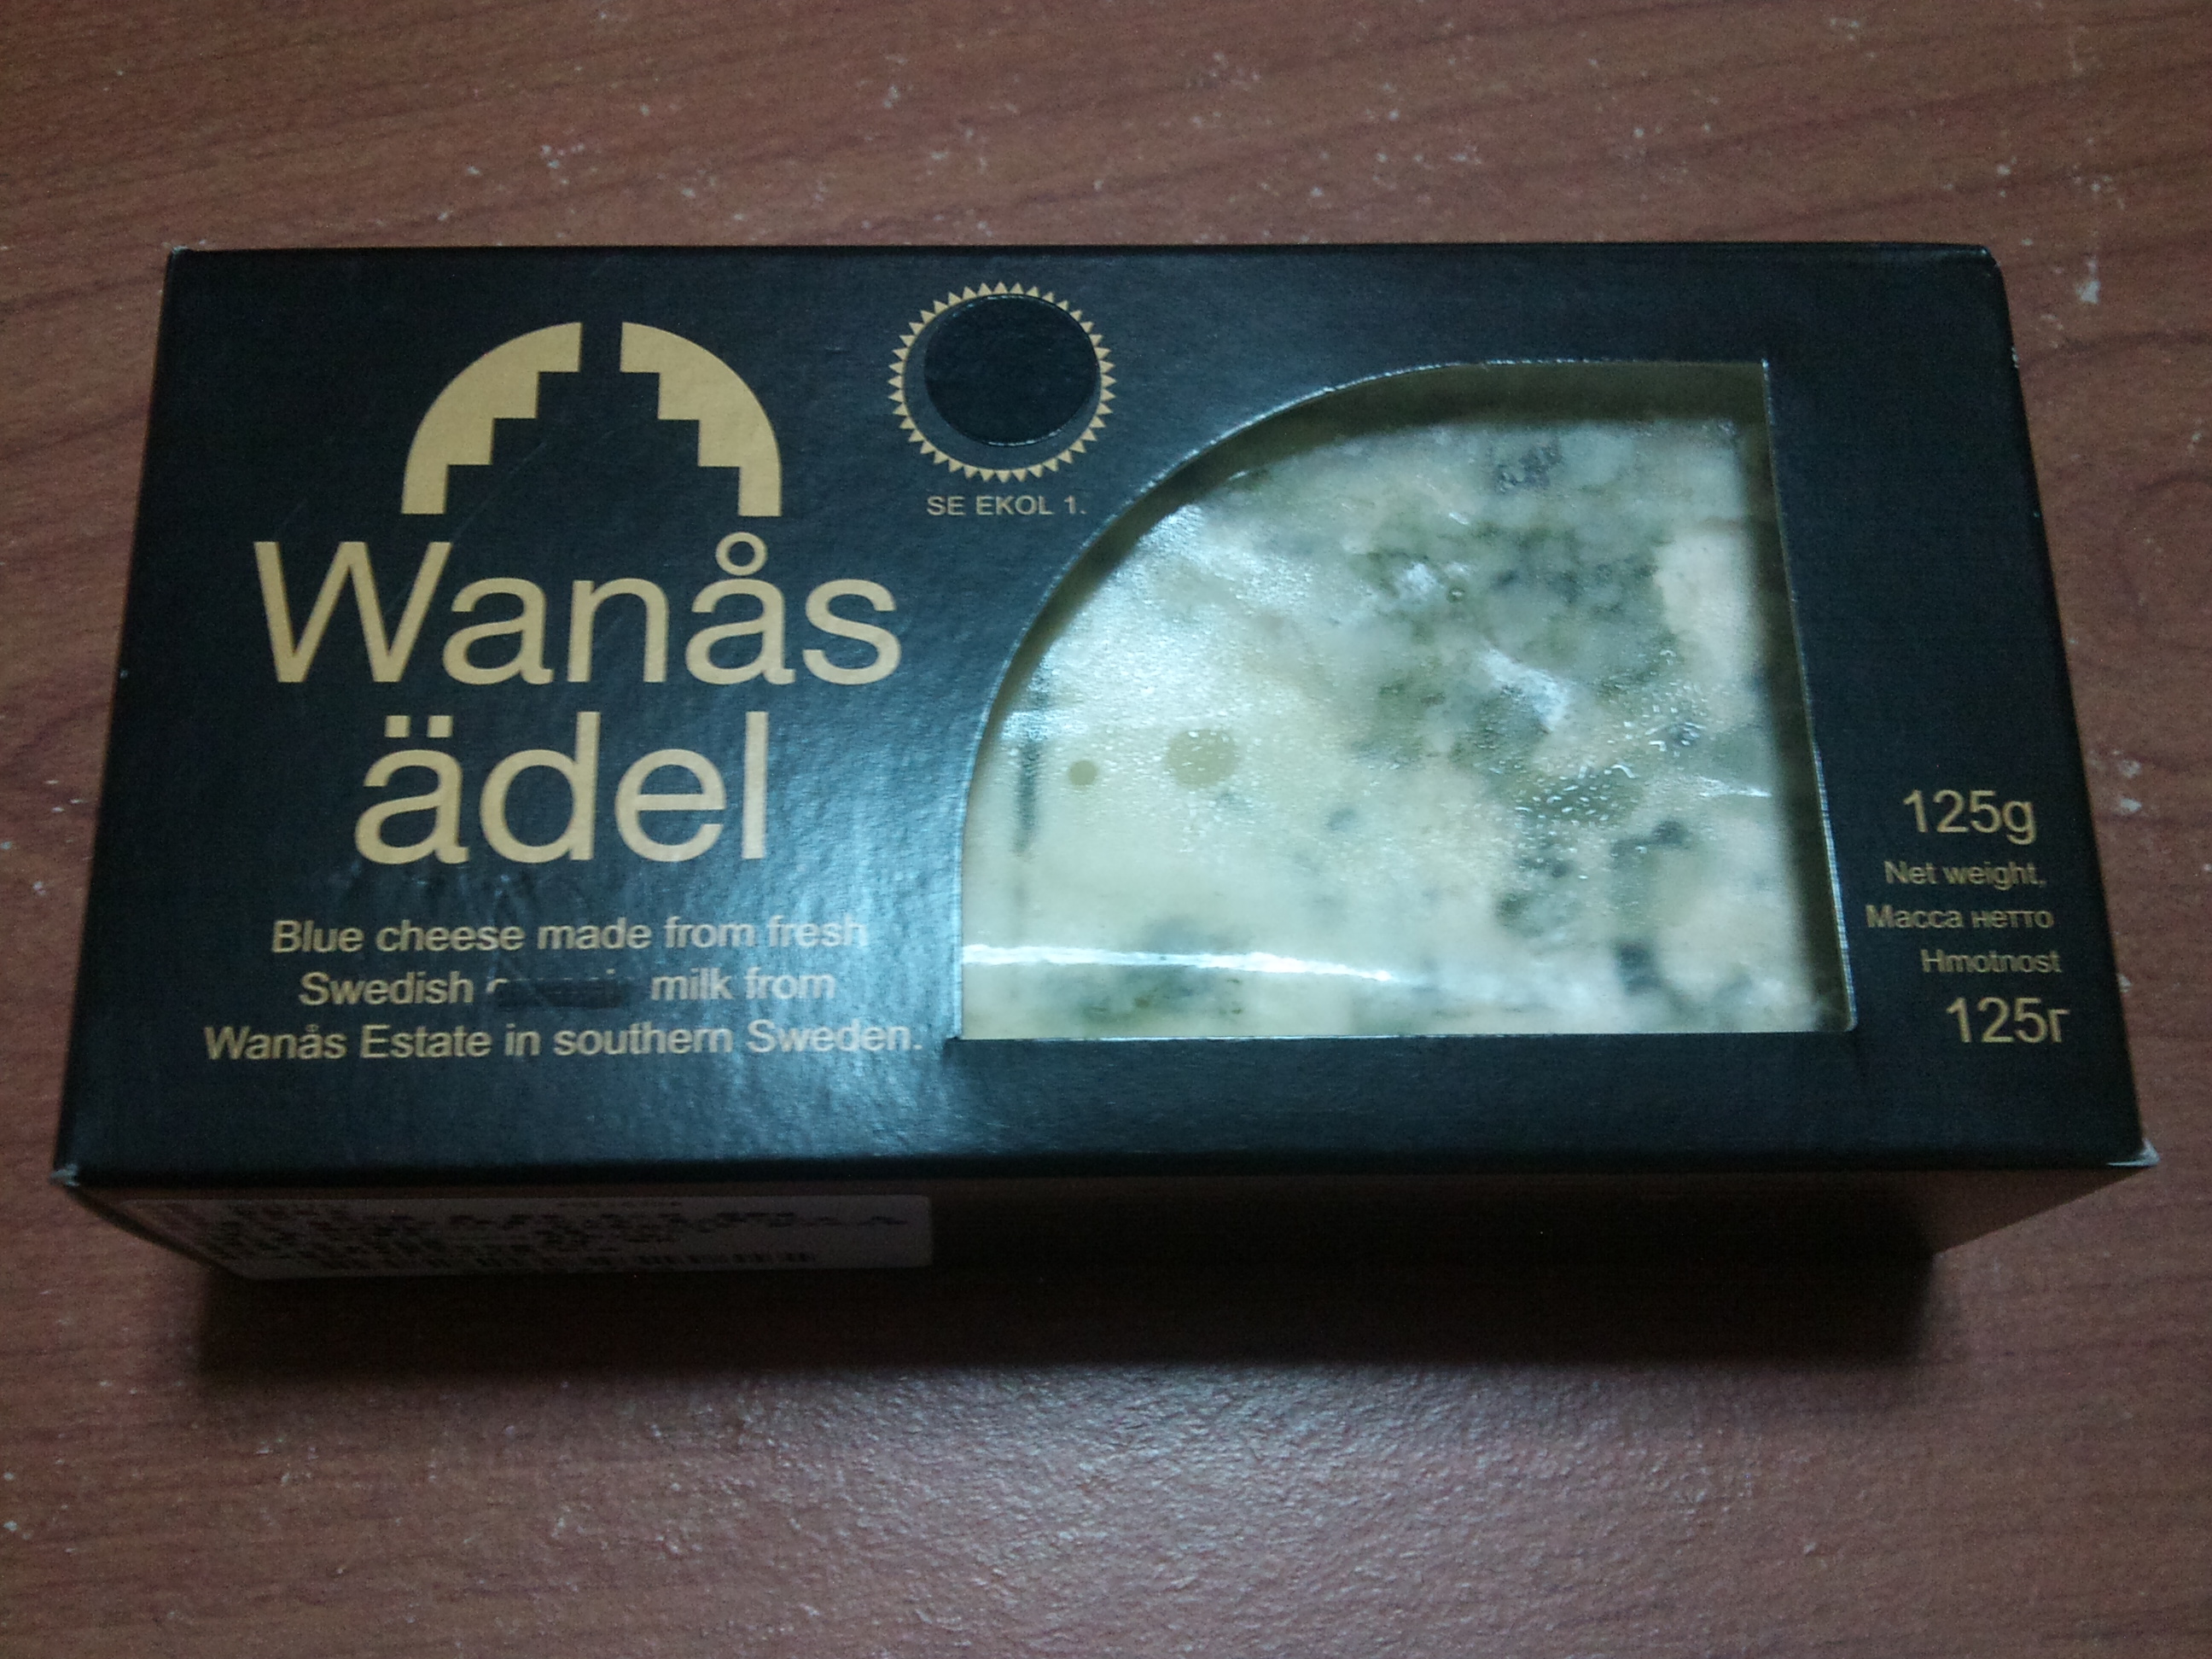 SE EKOL 1.
Wanås
ädel
Blue cheese made from fresh
Swedish milk from
Wanås Estate in southern Sweden.
125g
Net weight,
Масса нетто
Hmotnost
125г